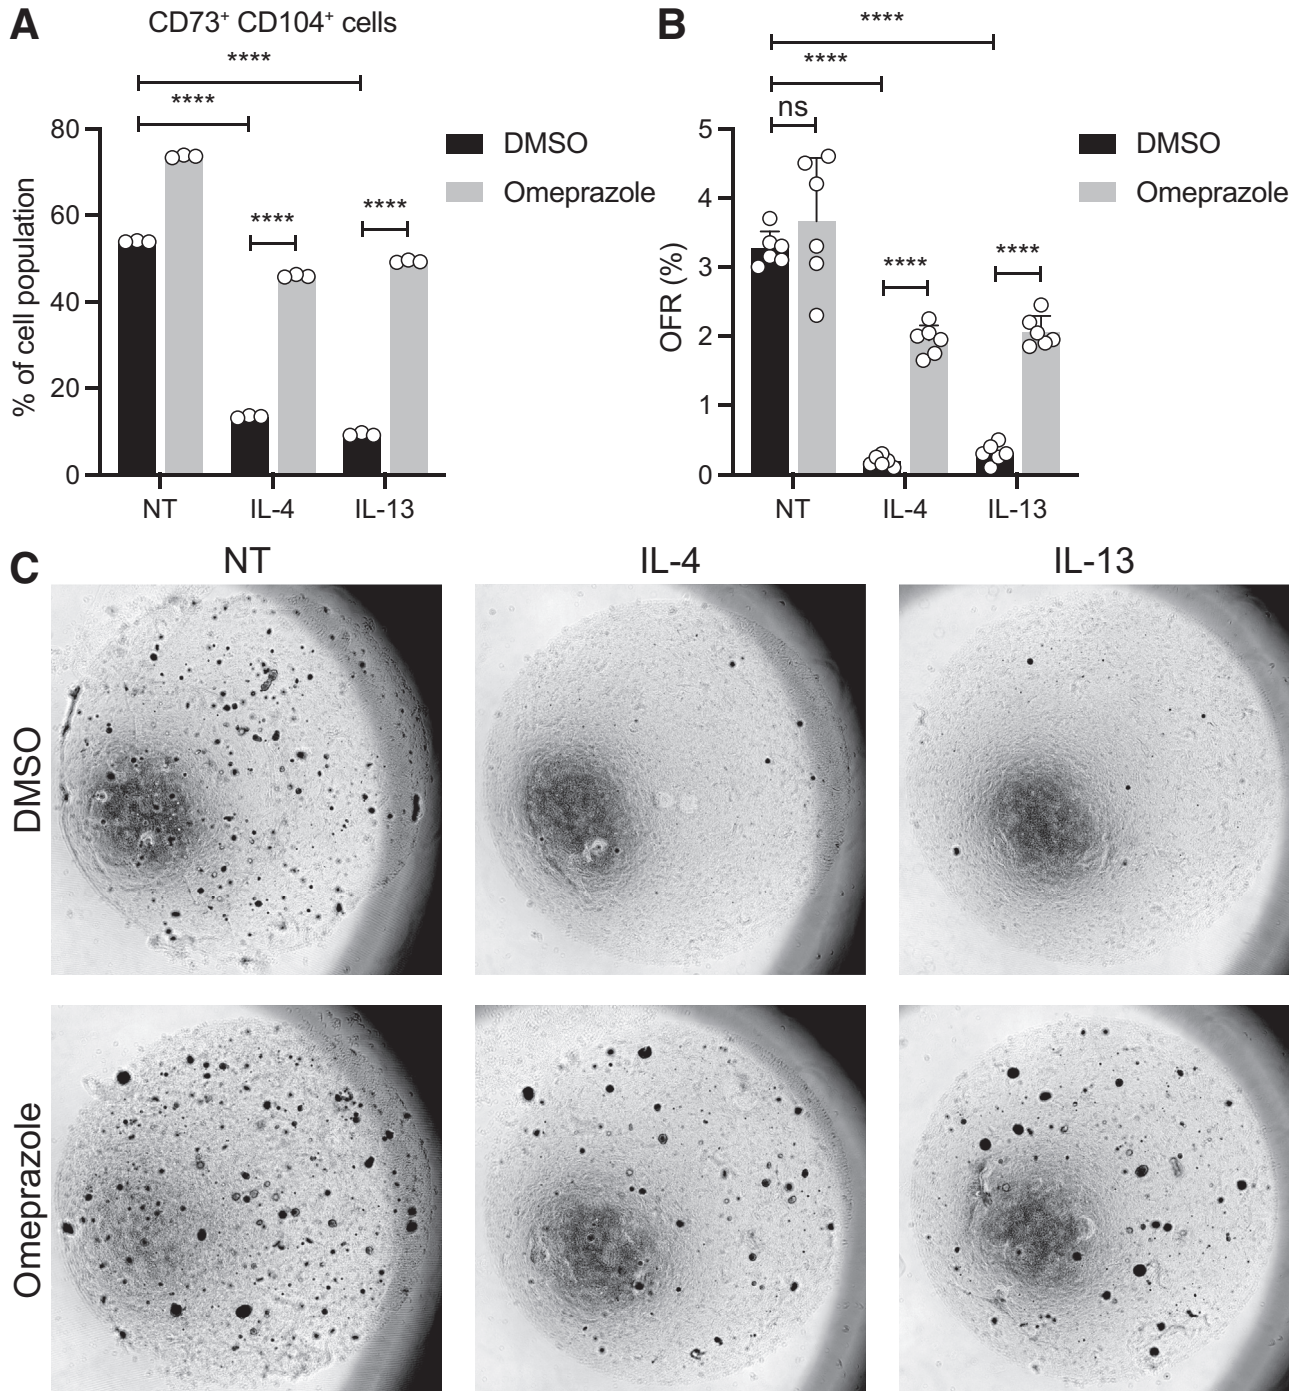 A
CD73⁺ CD104⁺ cells
****
****
****
****
80
60
40
20
0
% of cell population
NT
IL-4
IL-13
DMSO
Omeprazole
B
****
****
ns
****
****
5
4
3
2
1
0
OFR (%)
NT
IL-4
IL-13
DMSO
Omeprazole
C
NT
IL-4
IL-13
DMSO
Omeprazole